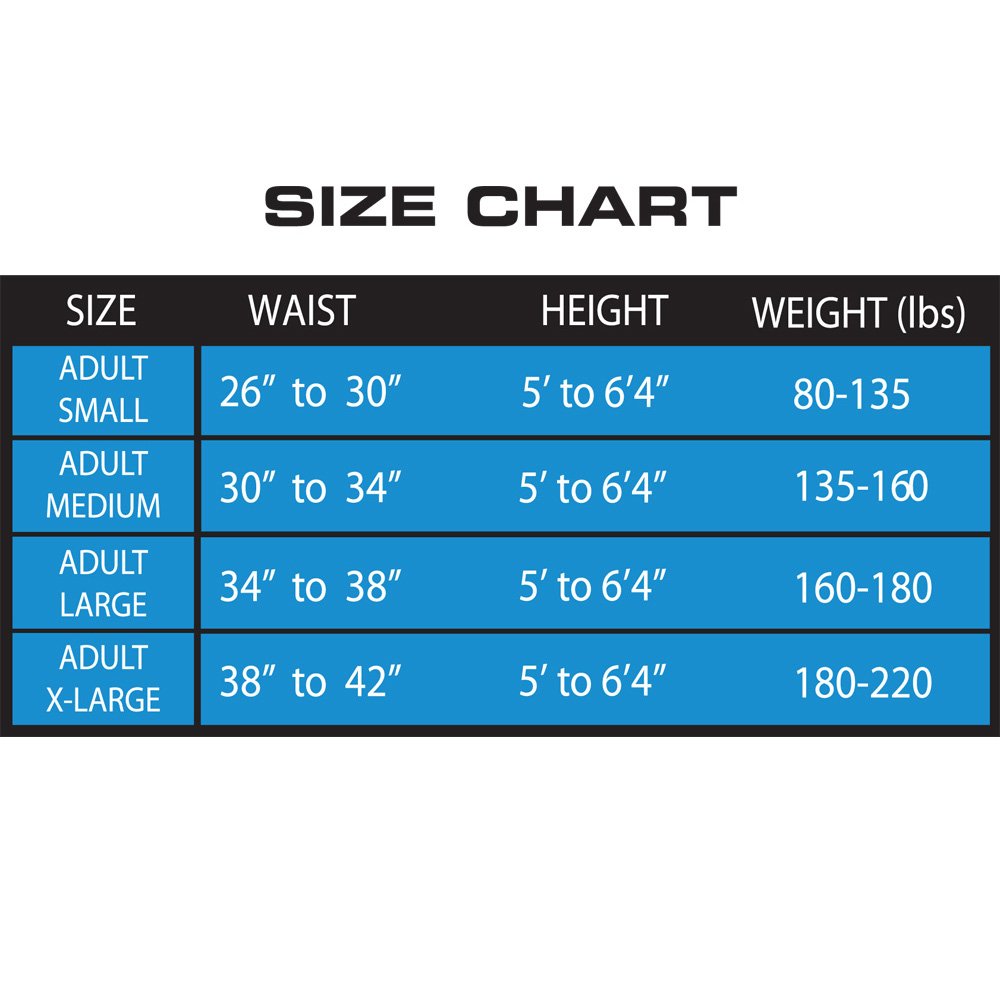 SIZE CHART
SIZE WAIST HEIGHT WEIGHT (lbs)
ADULT
SMALL 26” to 30” 5’ to 6’4” 80-135
ADULT
MEDIUM 30” to 34” 5’ to 6’4” 135-160
ADULT
LARGE 34” to 38” 5’ to 6’4” 160-180
ADULT
X-LARGE 38” to 42” 5’ to 6’4” 180-220